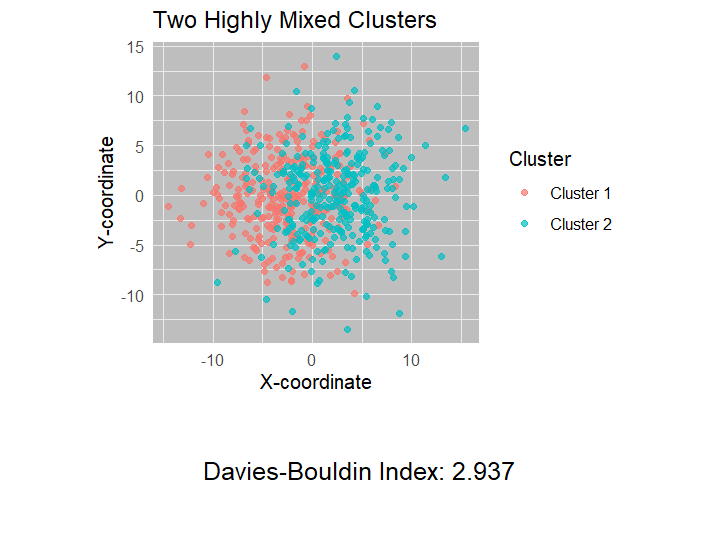 Two Highly Mixed Clusters
15
10
5
0
-5
-10
Y-coordinate
-10 0 10
X-coordinate
Cluster
Cluster 1
Cluster 2
Davies-Bouldin Index: 2.937